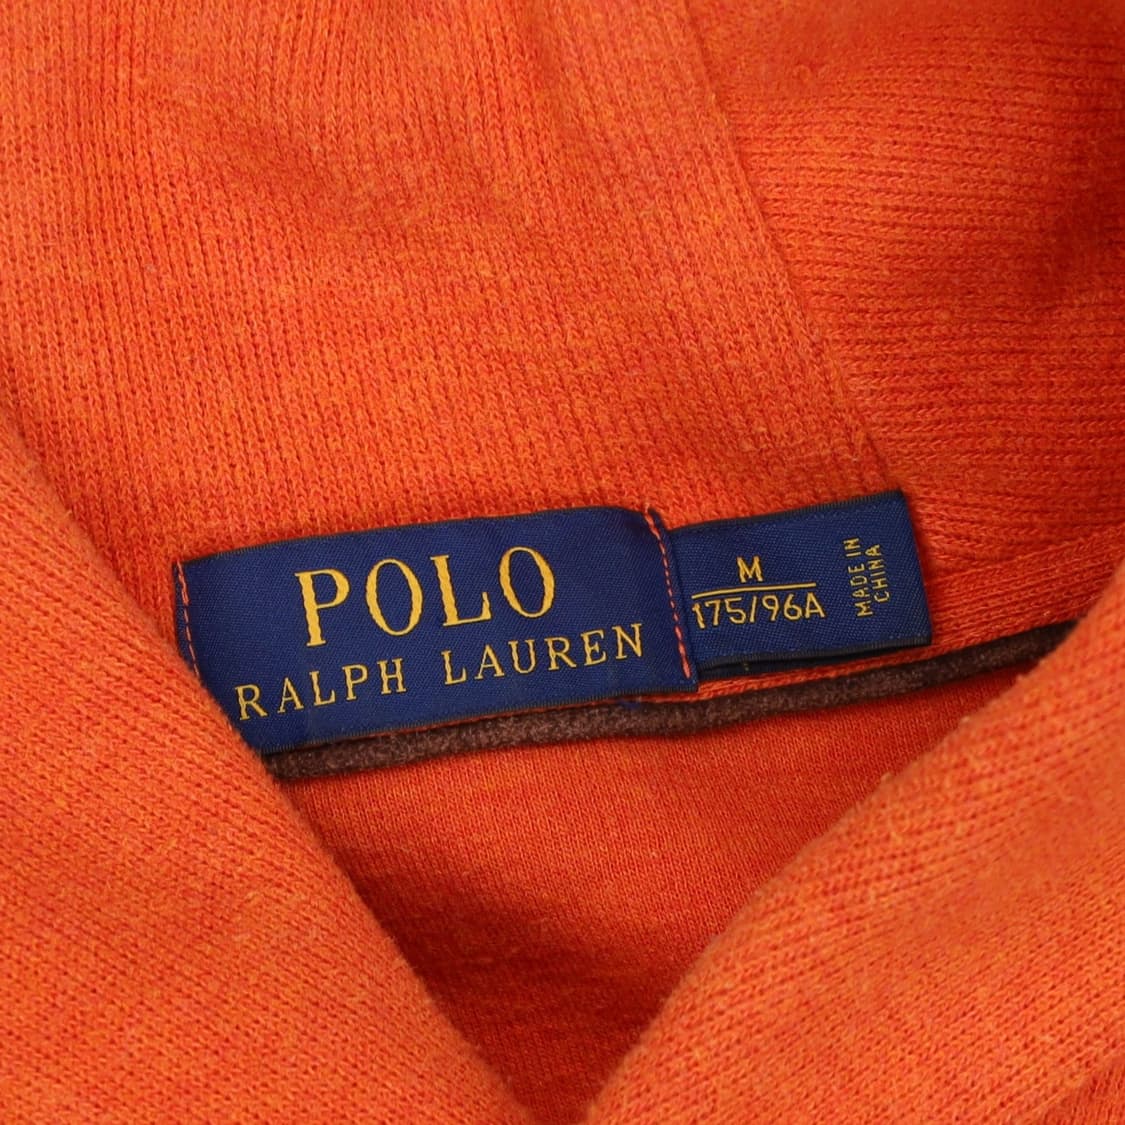 POLO
RALPH LAUREN
M
175/96A
MADE IN
CHINA